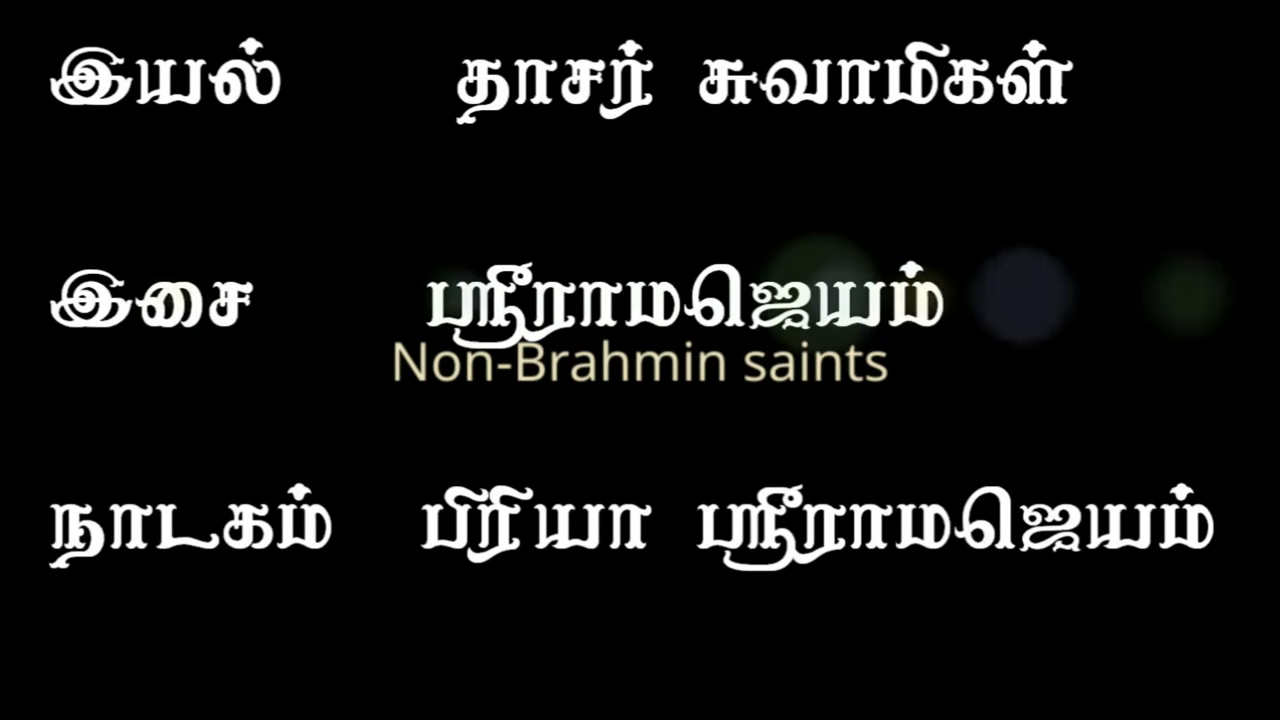 இயல் தாசர் சுவாமிகள்
இசை ஸ்ரீராமஜெயம்
Non-Brahmin saints
நாடகம் பிரியா ஸ்ரீராமஜெயம்